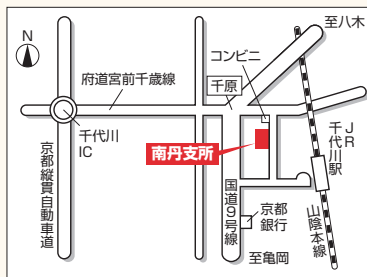 N
至八木
コンビニ
府道宮前千歳線
千原
千代川
IC
JR
千代川駅
南丹支所
京都縦貫自動車道
国道9号線
京都
銀行
山陰本線
至亀岡